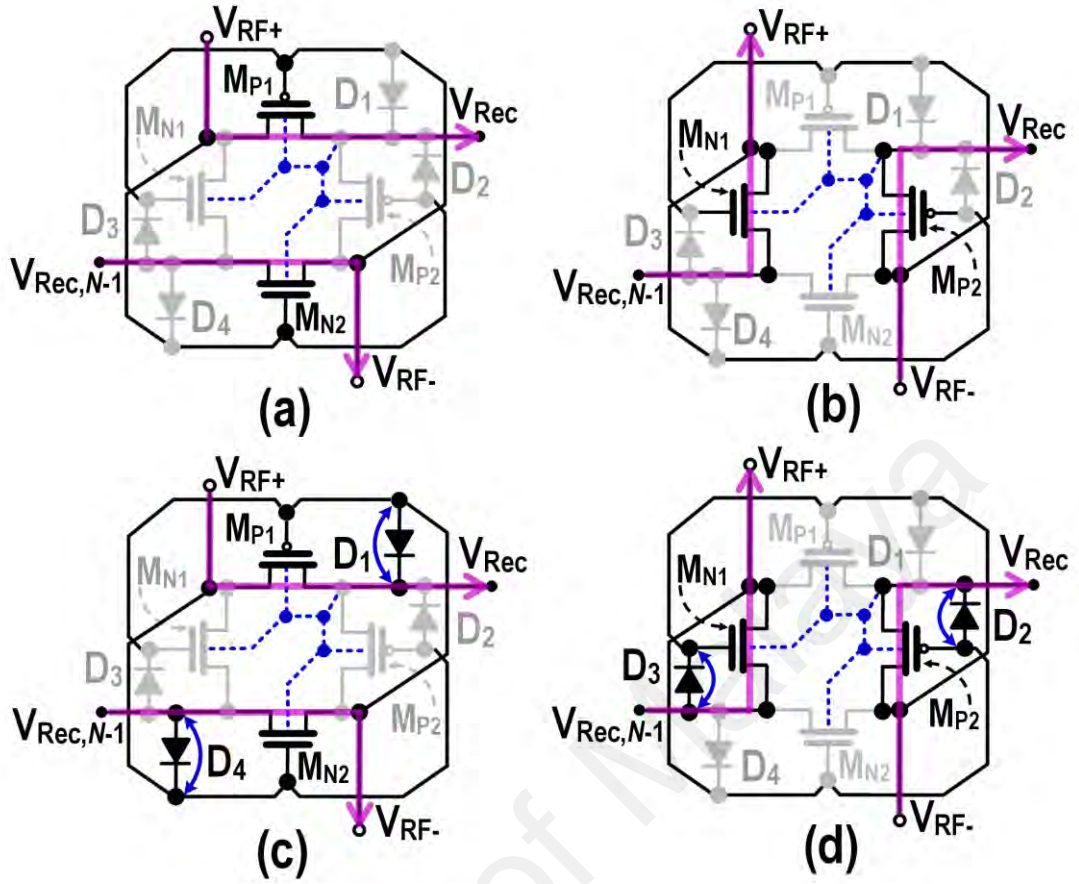 VRF+
MP1
D1
VRec
MN1
D2
D3
VRec,N-1
MP2
D4
MN2
VRF-
(a)
VRF+
MP1
D1
VRec
MN1
D2
D3
VRec,N-1
MP2
D4
MN2
VRF-
(b)
VRF+
MP1
D1
VRec
MN1
D2
D3
VRec,N-1
MP2
D4
MN2
VRF-
(c)
VRF+
MP1
D1
VRec
MN1
D2
D3
VRec,N-1
MP2
D4
MN2
VRF-
(d)
of Malaya